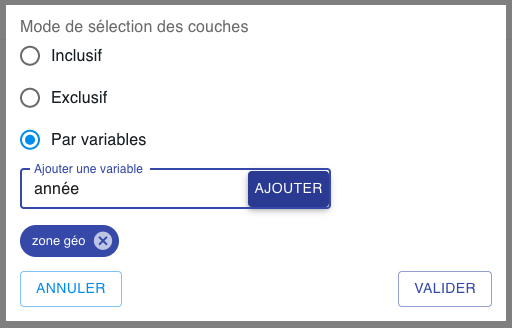 Mode de sélection des couches
Inclusif
Exclusif
Par variables
Ajouter une variable
année
AJOUTER
zone géo
ANNULER
VALIDER